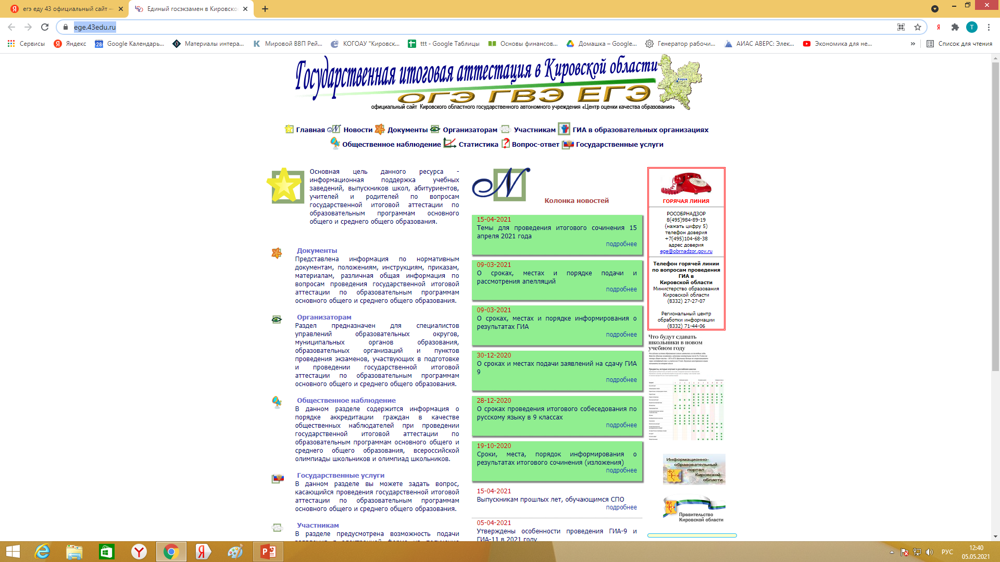 егэ еду 43 официальный сайт —
Единый госэкзамен в Кировско
ege.43edu.ru
Сервисы
Яндекс
Google Календарь...
Материалы интера...
Мировой ВВП Рей...
КОГОАУ "Кировск...
ttt - Google Таблицы
Основы финансов...
Домашка – Google...
Генератор рабочи...
АИАС АВЕРС: Элек...
Экономика для не...
»
Список для чтения
Государственная итоговая аттестация в Кировской области
Киров
ОГЭ ГВЭ ЕГЭ
официальный сайт Кировского областного государственного автономного учреждения «Центр оценки качества образования»
Главная Новости Документы Организаторам Участникам ГИА в образовательных организациях
Общественное наблюдение Статистика Вопрос-ответ Государственные услуги
Основная цель данного ресурса -
информационная поддержка учебных
заведений, выпускников школ, абитуриентов,
учителей и родителей по вопросам
государственной итоговой аттестации по
образовательным программам основного
общего и среднего общего образования.
Документы
Представлена информация по нормативным
документам, положениям, инструкциям, приказам,
материалам, различная общая информация по
вопросам проведения государственной итоговой
аттестации по образовательным программам
основного общего и среднего общего образования.
Организаторам
Раздел предназначен для специалистов
управлений образовательных округов,
муниципальных органов образования,
образовательных организаций и пунктов
проведения экзаменов, участвующих в подготовке
и проведении государственной итоговой
аттестации по образовательным программам
основного общего и среднего общего образования.
Общественное наблюдение
В данном разделе содержится информация о
порядке аккредитации граждан в качестве
общественных наблюдателей при проведении
государственной итоговой аттестации по
образовательным программам основного общего и
среднего общего образования, всероссийской
олимпиады школьников и олимпиад школьников.
Государственные услуги
В данном разделе вы можете задать вопрос,
касающийся проведения государственной итоговой
аттестации по образовательным программам
основного общего и среднего общего образования.
Участникам
В разделе предусмотрена возможность подачи
Колонка новостей
15-04-2021
Темы для проведения итогового сочинения 15
апреля 2021 года
подробнее
09-03-2021
О сроках, местах и порядке подачи и
рассмотрения апелляций
подробнее
09-03-2021
О сроках, местах и порядке информирования о
результатах ГИА
подробнее
30-12-2020
О сроках и местах подачи заявлений на сдачу ГИА
9
подробнее
28-12-2020
О сроках проведения итогового собеседования по
русскому языку в 9 классах
подробнее
19-10-2020
Сроки, места, порядок информирования о
результатах итогового сочинения (изложения)
подробнее
15-04-2021
Выпускникам прошлых лет, обучающимся СПО
подробнее
05-04-2021
Утверждены особенности проведения ГИА-9 и
ГИА-11 в 2021 году
ГОРЯЧАЯ ЛИНИЯ
РОСОБРНАДЗОР
8(495)984-89-19
(нажать цифру 5)
телефон доверия
+7(495)104-68-38
адрес доверия
ege@obrnadzor.gov.ru
Телефон горячей линии
по вопросам проведения
ГИА в
Кировской области
Министерство образования
Кировской области
(8332) 27-27-07
Региональный центр
обработки информации
(8332) 71-44-06
Что будут сдавать
школьники в новом
учебном году
Предметы, которые изучают в российских школах
Информационно-
образовательный
портал
Кировской
области
Правительство
Кировской области
РУС
12:40
05.05.2021